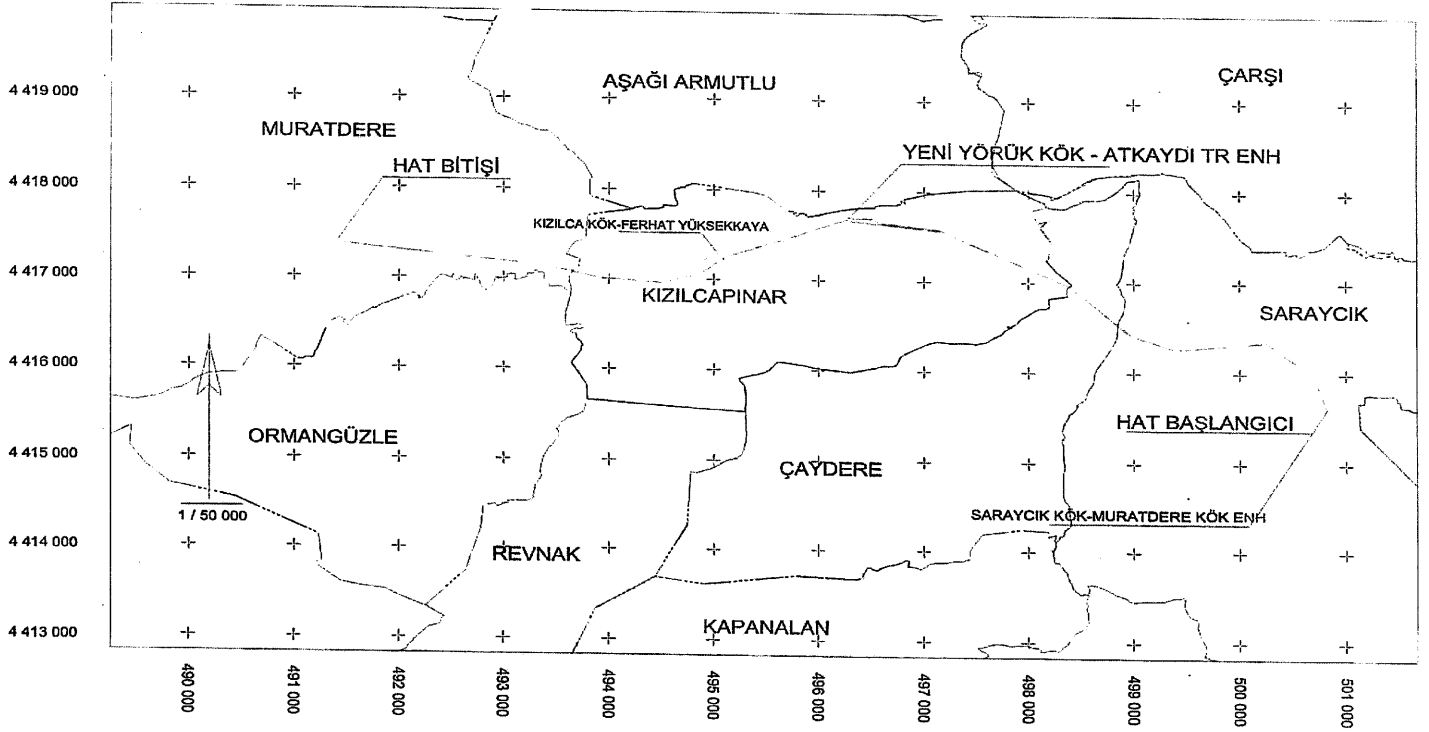 4 419 000
AŞAĞI ARMUTLU
ÇARŞI
MURATDERE
HAT BİTİŞİ
YENİ YÖRÜK KÖK - ATKAYDI TR ENH
4 418 000
KIZILCA KÖK-FERHAT YÜKSEKKAYA
4 417 000
KIZILCAPINAR
SARAYCIK
4 416 000
ORMANGÜZLE
HAT BAŞLANGICI
4 415 000
ÇAYDERE
1 / 50 000
SARAYCIK KÖK-MURATDERE KÖK ENH
4 414 000
REVNAK
4 413 000
KAPANALAN
490 000
491 000
492 000
493 000
494 000
495 000
496 000
497 000
498 000
499 000
500 000
501 000